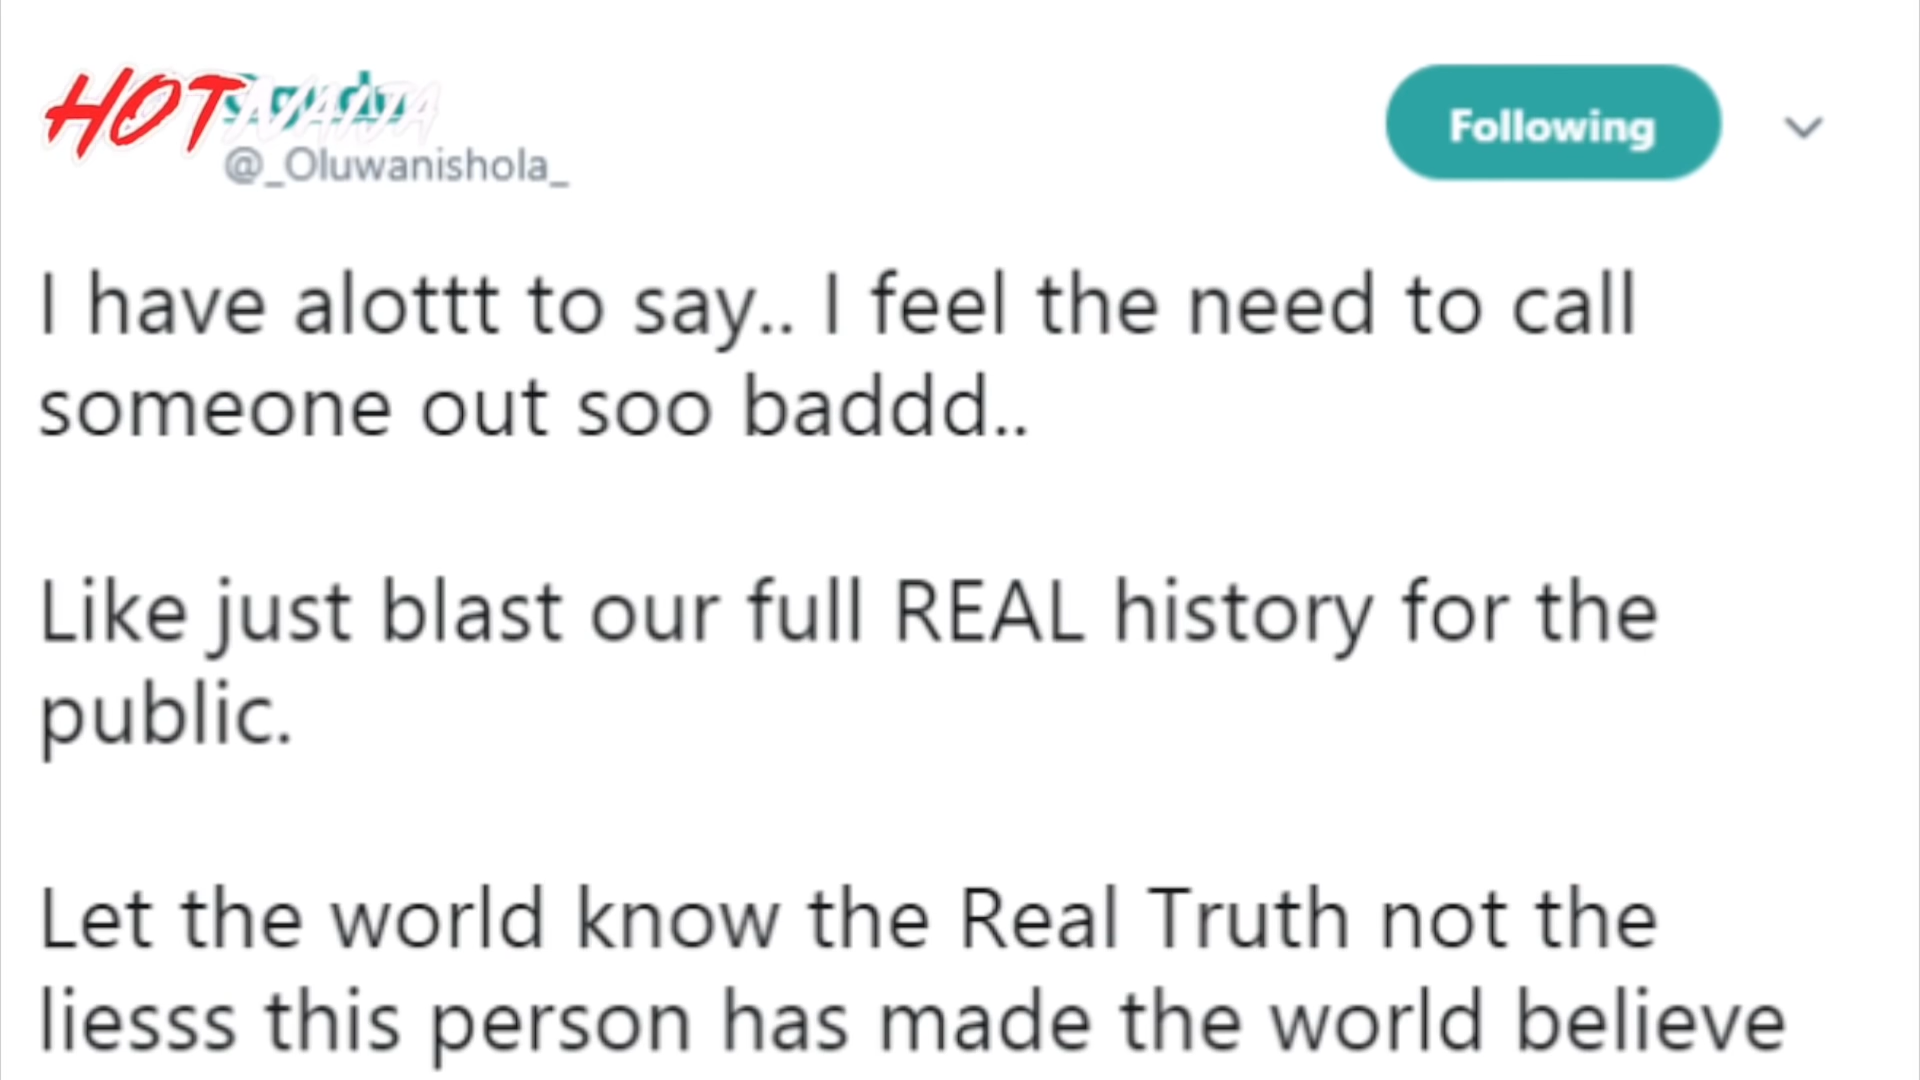 HOTNAIJA
@_Oluwanishola_
Following
I have alottt to say.. I feel the need to call
someone out soo baddd..
Like just blast our full REAL history for the
public.
Let the world know the Real Truth not the
liesss this person has made the world believe